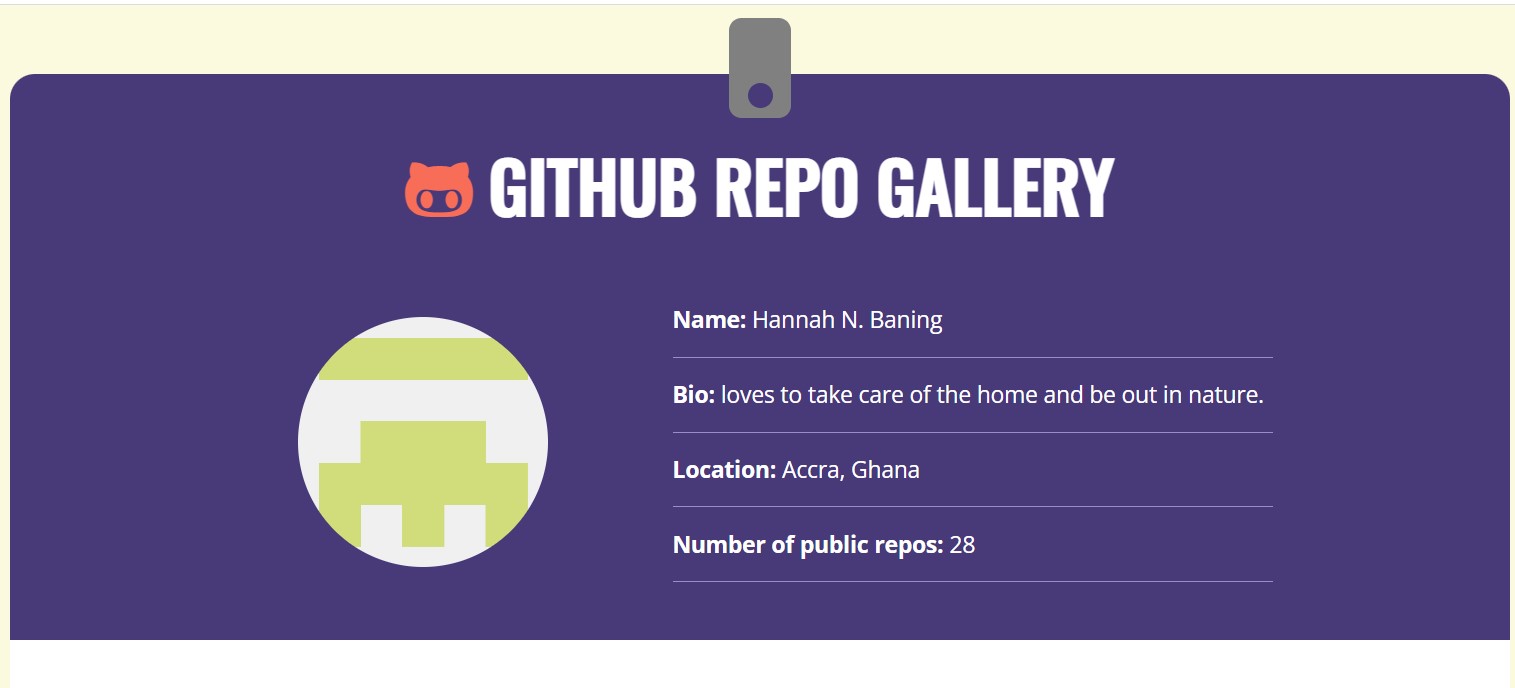 GITHUB REPO GALLERY
Name: Hannah N. Baning
Bio: loves to take care of the home and be out in nature.
Location: Accra, Ghana
Number of public repos: 28